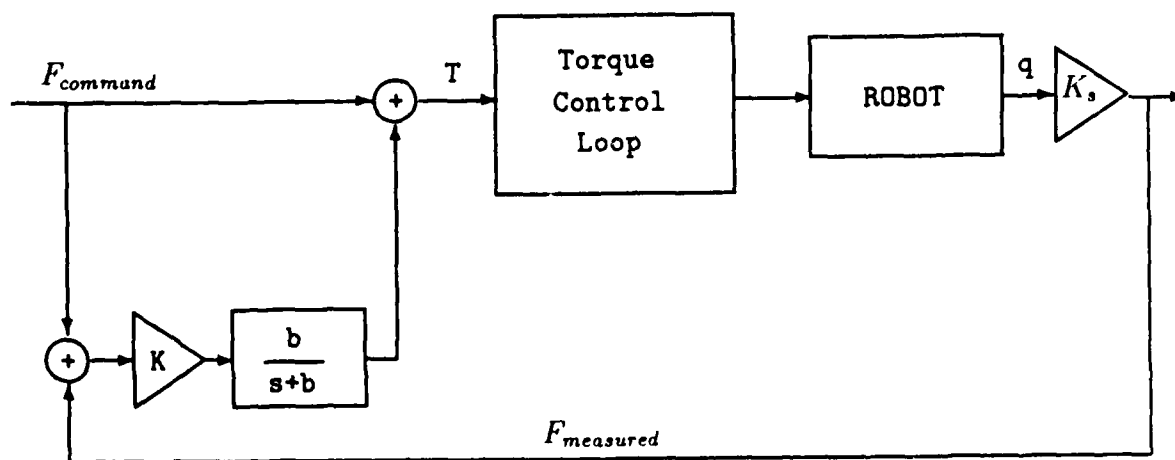 F_command
+
T
Torque
Control
Loop
ROBOT
q
K_s
+
K
b
s+b
F_measured